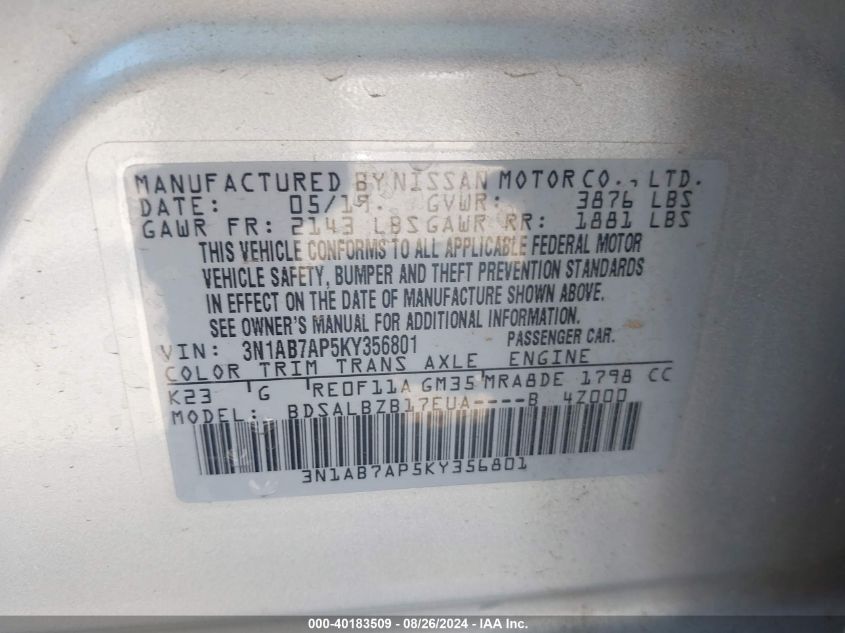 MANUFACTURED BY NISSAN MOTOR CO., LTD.
DATE: 05/19. GVWR: 3876 LBS
GAWR FR: 2143 LBS GAWR RR: 1881 LBS
THIS VEHICLE CONFORMS TO ALL APPLICABLE FEDERAL MOTOR
VEHICLE SAFETY, BUMPER AND THEFT PREVENTION STANDARDS
IN EFFECT ON THE DATE OF MANUFACTURE SHOWN ABOVE.
SEE OWNER'S MANUAL FOR ADDITIONAL INFORMATION.
VIN: 3N1AB7AP5KY356801 PASSENGER CAR.
COLOR TRIM TRANS AXLE ENGINE
K23 G RE0F11A GM35 MRA8DE 1798 CC
MODEL: BDSALBZB17EUA----B 4Z000
3N1AB7AP5KY356801
000-40183509 - 08/26/2024 - IAA Inc.